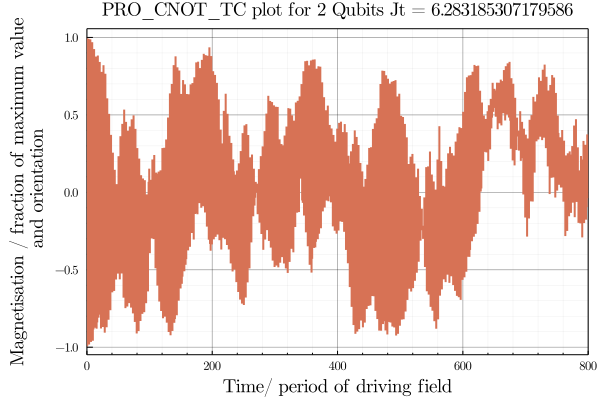 PRO_CNOT_TC plot for 2 Qubits Jt = 6.283185307179586
Magnetisation / fraction of maximum value
and orientation
1.0
0.5
0.0
−0.5
−1.0
0 200 400 600 800
Time/ period of driving field